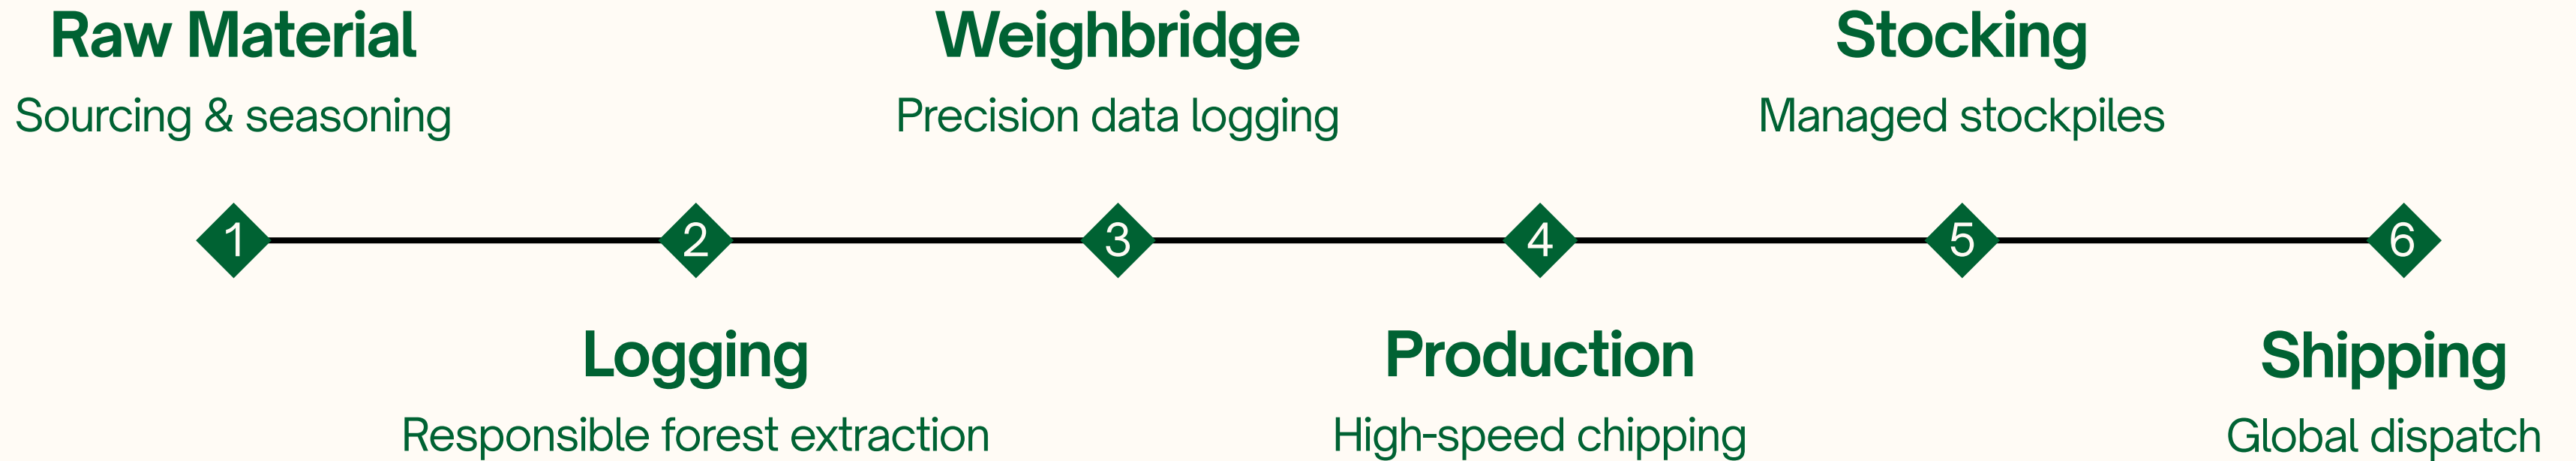 Raw Material
Sourcing & seasoning
Weighbridge
Precision data logging
Stocking
Managed stockpiles
1
2
3
4
5
6
Logging
Responsible forest extraction
Production
High-speed chipping
Shipping
Global dispatch